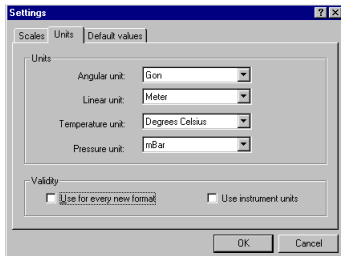 Settings
Scales Units Default values
Units
Angular unit: Gon
Linear unit: Meter
Temperature unit: Degrees Celsius
Pressure unit: mBar
Validity
Use for every new format Use instrument units
OK Cancel